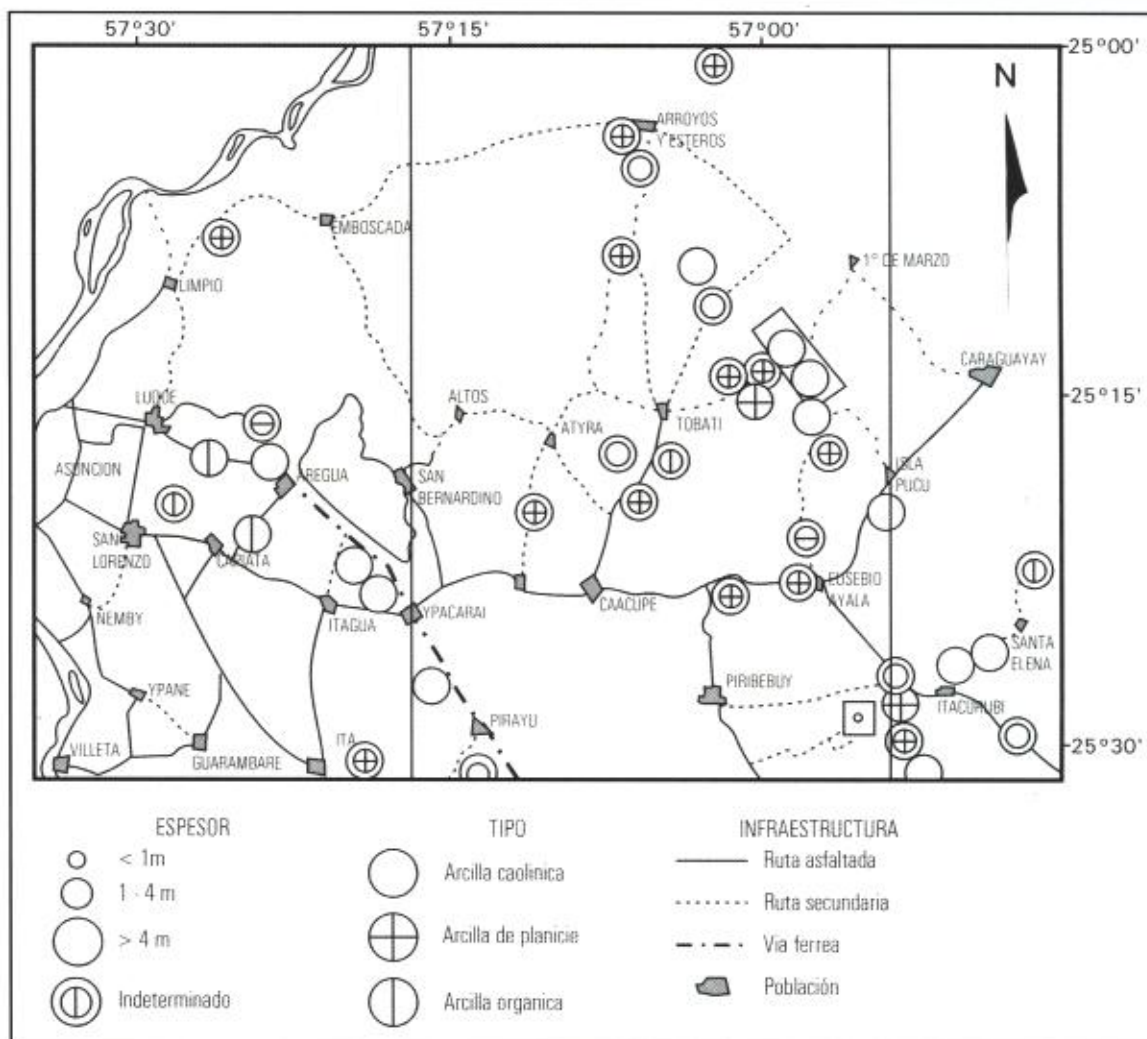 57°30' 57°15' 57°00'
25°00'
N
ARROYOS
Y ESTEROS
EMBOSCADA
1° DE MARZO
LIMPIO
CARAGUAYAY
25°15'
LUQUE
ALTOS
ATYRA
TOBATI
ASUNCION
AREGUA
SAN
BERNARDINO
ISLA
PUCU
SAN
LORENZO
CAPIATA
EUSEBIO
AYALA
CAACUPE
NEMBY
ITAGUA
YPACARAI
SANTA
ELENA
YPANE
PIRIBEBUY
ITACURUBI
PIRAYU
VILLETA
GUARAMBARE
ITA
25°30'
ESPESOR
< 1m
1 - 4 m
> 4 m
Indeterminado
TIPO
Arcilla caolinica
Arcilla de planicie
Arcilla organica
INFRAESTRUCTURA
Ruta asfaltada
Ruta secundaria
Via ferrea
Población